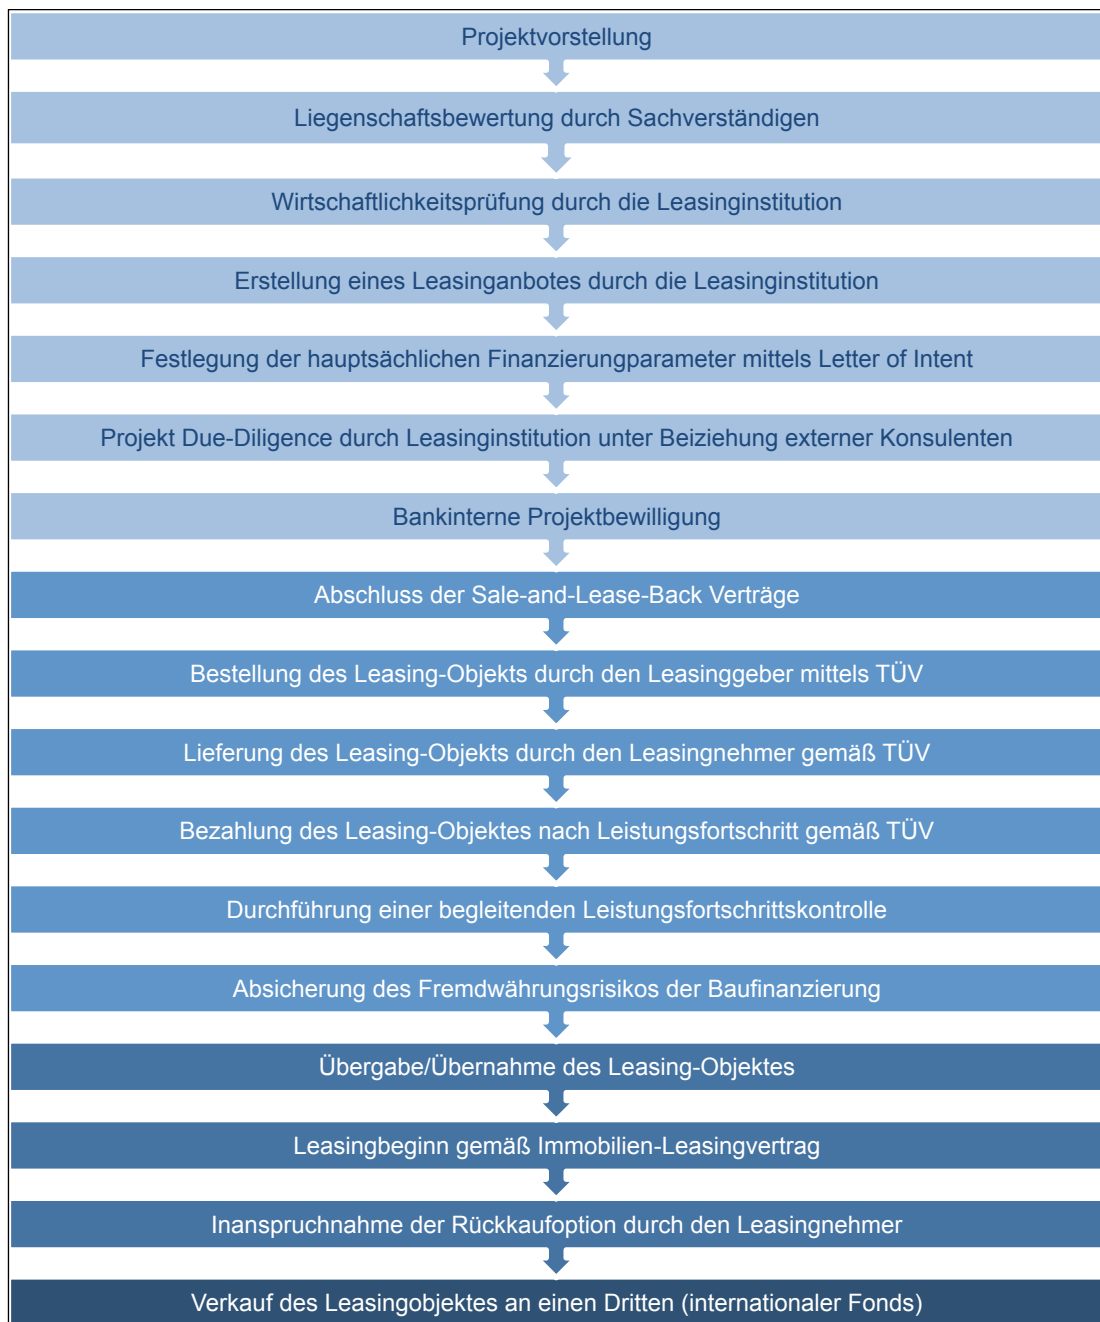 Projektvorstellung
Liegenschaftsbewertung durch Sachverständigen
Wirtschaftlichkeitsprüfung durch die Leasinginstitution
Erstellung eines Leasinganbotes durch die Leasinginstitution
Festlegung der hauptsächlichen Finanzierungparameter mittels Letter of Intent
Projekt Due-Diligence durch Leasinginstitution unter Beiziehung externer Konsulenten
Bankinterne Projektbewilligung
Abschluss der Sale-and-Lease-Back Verträge
Bestellung des Leasing-Objekts durch den Leasinggeber mittels TÜV
Lieferung des Leasing-Objekts durch den Leasingnehmer gemäß TÜV
Bezahlung des Leasing-Objektes nach Leistungsfortschritt gemäß TÜV
Durchführung einer begleitenden Leistungsfortschrittskontrolle
Absicherung des Fremdwährungsrisikos der Baufinanzierung
Übergabe/Übernahme des Leasing-Objektes
Leasingbeginn gemäß Immobilien-Leasingvertrag
Inanspruchnahme der Rückkaufoption durch den Leasingnehmer
Verkauf des Leasingobjektes an einen Dritten (internationaler Fonds)